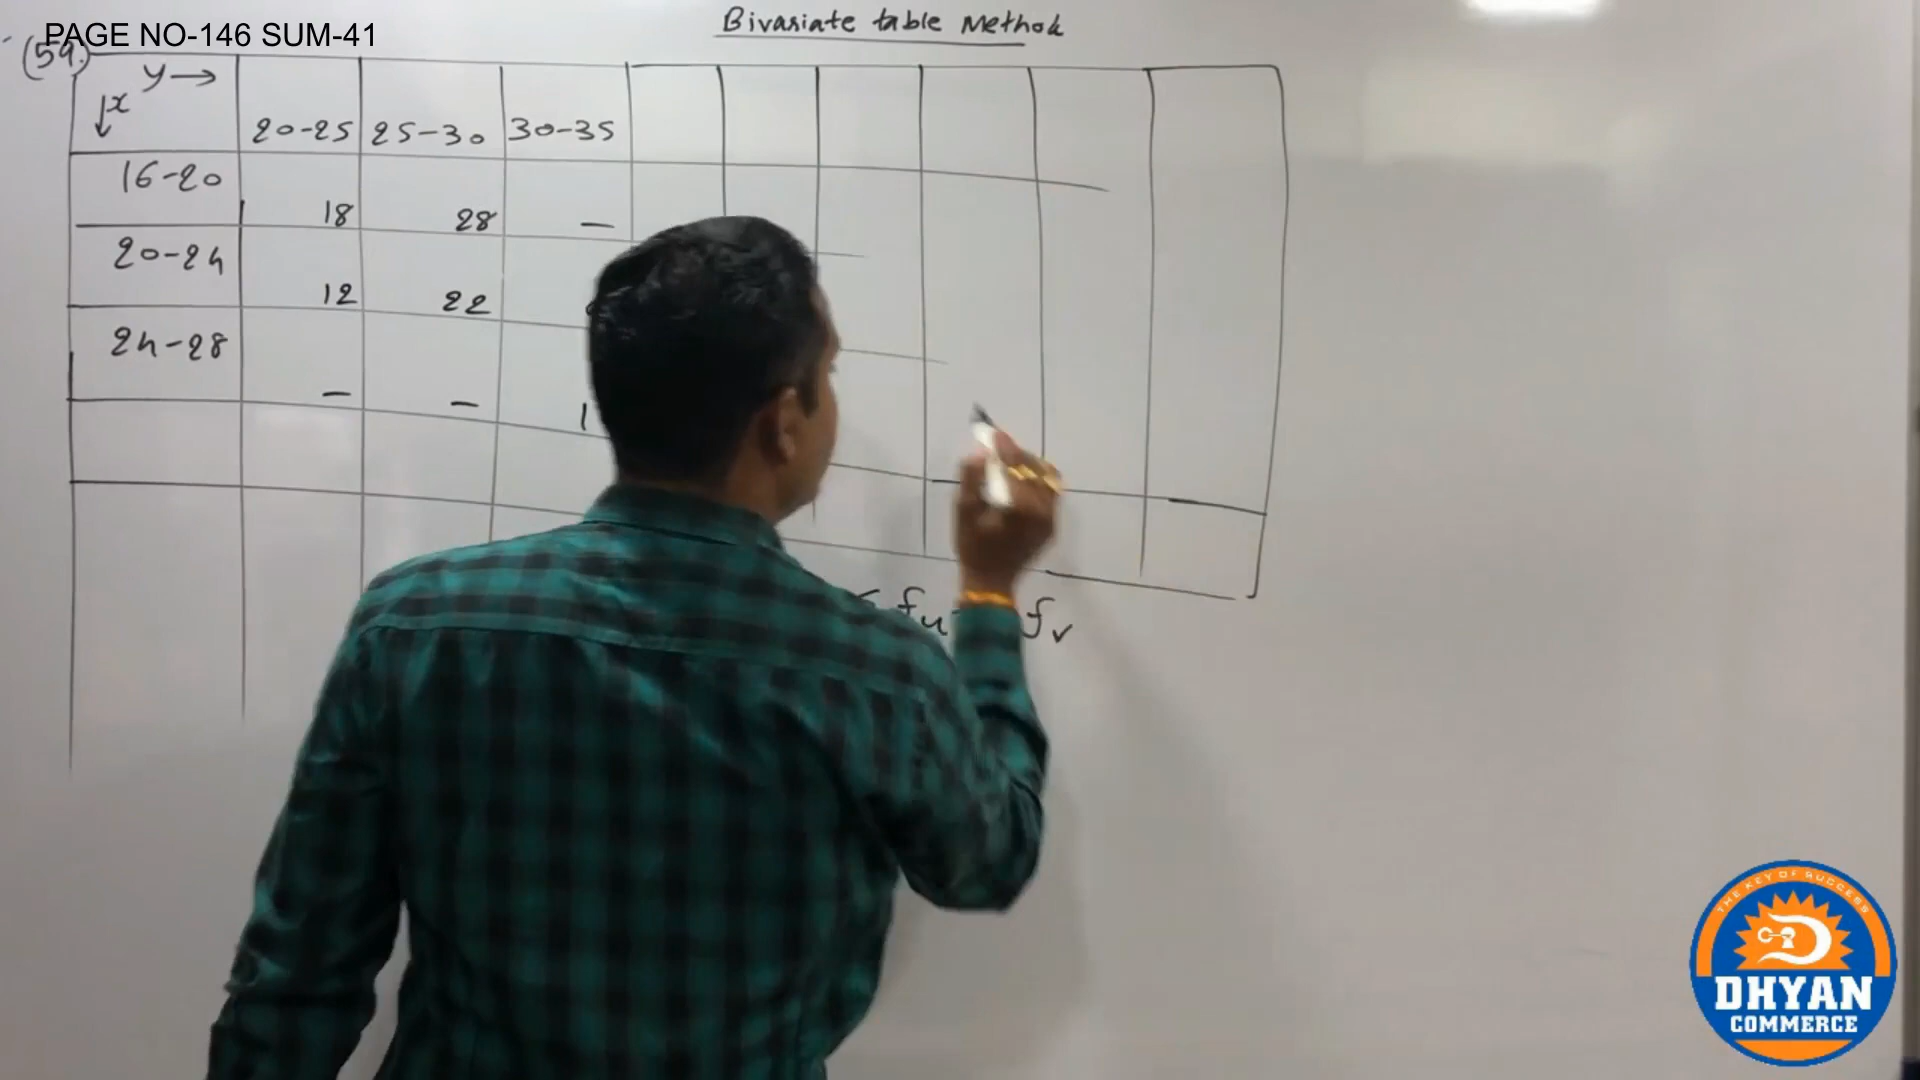 PAGE NO-146 SUM-41
Bivariate table Method
(59)
y →
↓x
20-25 25-30 30-35
16-20
18 28 —
20-24
12 22
24-28
— — 1
fu fv
THE KEY OF SUCCESS
DHYAN
COMMERCE